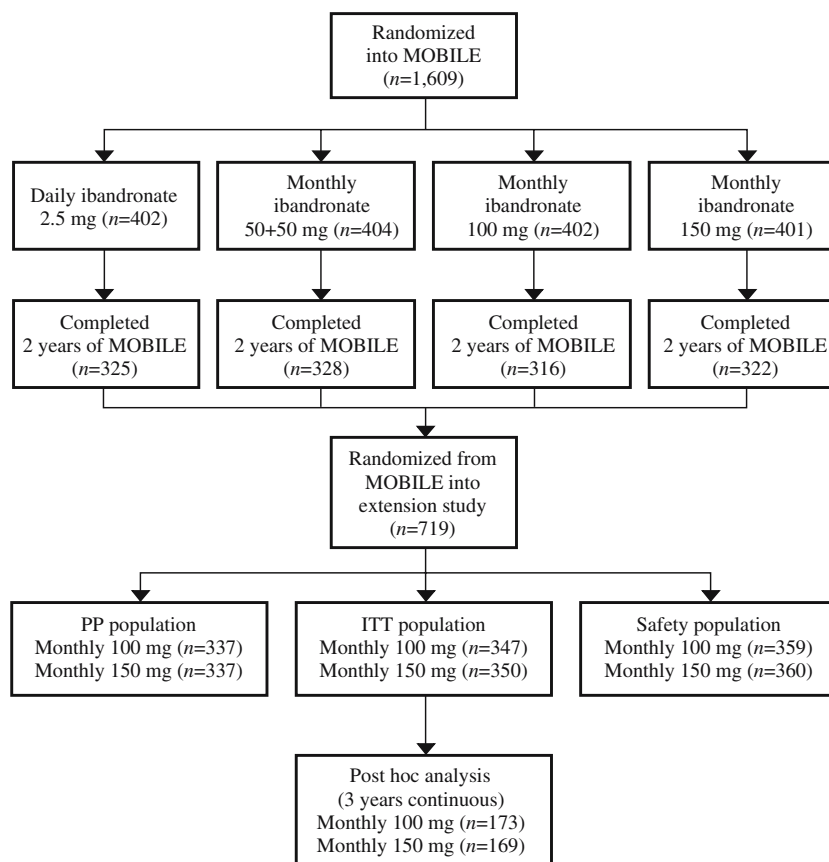 Randomized
into MOBILE
(n=1,609)
Daily ibandronate
2.5 mg (n=402)
Monthly
ibandronate
50+50 mg (n=404)
Monthly
ibandronate
100 mg (n=402)
Monthly
ibandronate
150 mg (n=401)
Completed
2 years of MOBILE
(n=325)
Completed
2 years of MOBILE
(n=328)
Completed
2 years of MOBILE
(n=316)
Completed
2 years of MOBILE
(n=322)
Randomized from
MOBILE into
extension study
(n=719)
PP population
Monthly 100 mg (n=337)
Monthly 150 mg (n=337)
ITT population
Monthly 100 mg (n=347)
Monthly 150 mg (n=350)
Safety population
Monthly 100 mg (n=359)
Monthly 150 mg (n=360)
Post hoc analysis
(3 years continuous)
Monthly 100 mg (n=173)
Monthly 150 mg (n=169)